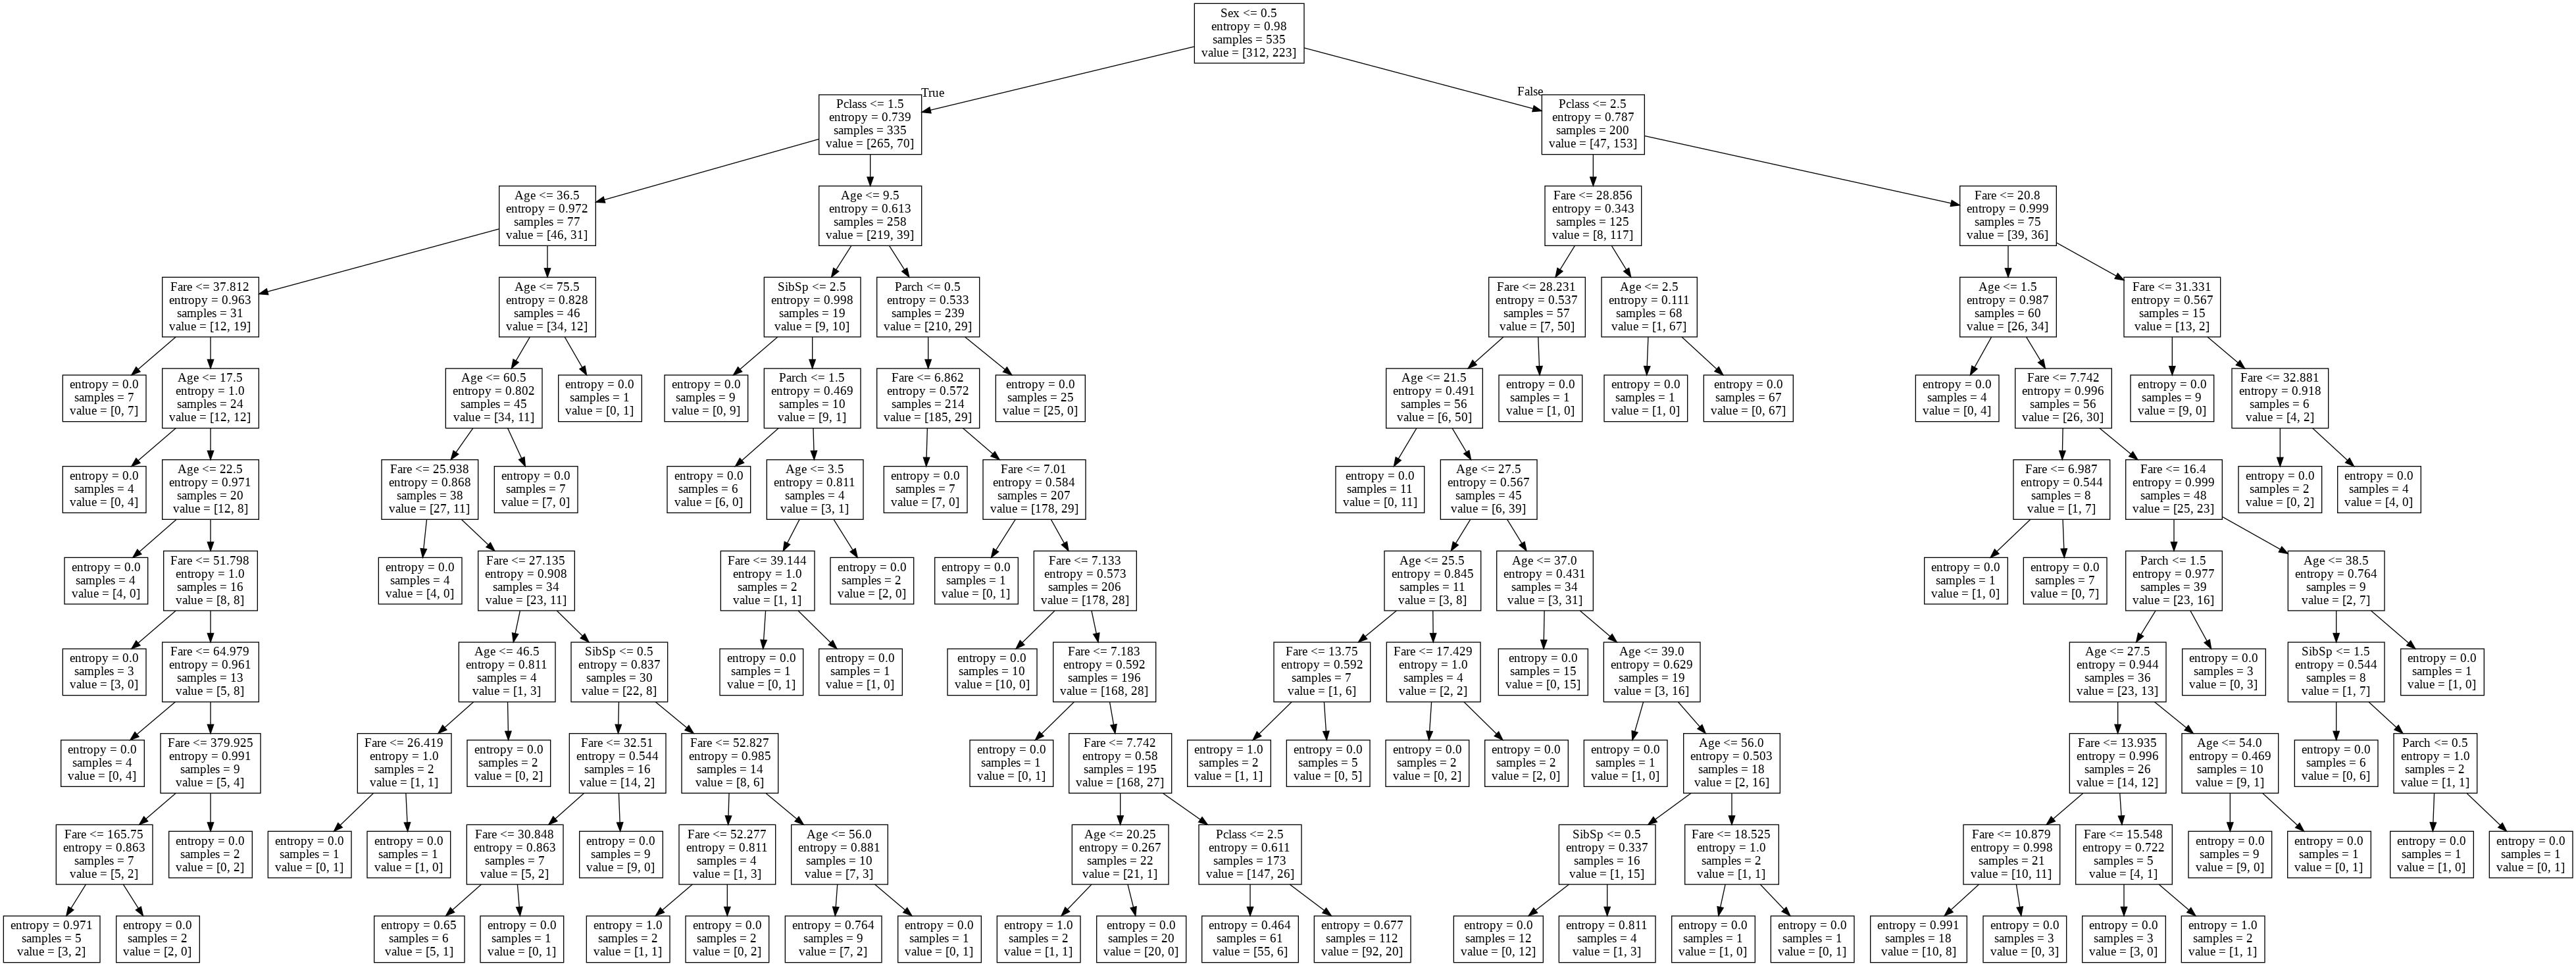 Sex <= 0.5
entropy = 0.98
samples = 535
value = [312, 223]
True
False
Pclass <= 1.5
entropy = 0.739
samples = 335
value = [265, 70]
Pclass <= 2.5
entropy = 0.787
samples = 200
value = [47, 153]
Age <= 36.5
entropy = 0.972
samples = 77
value = [46, 31]
Age <= 9.5
entropy = 0.613
samples = 258
value = [219, 39]
Fare <= 28.856
entropy = 0.343
samples = 125
value = [8, 117]
Fare <= 20.8
entropy = 0.999
samples = 75
value = [39, 36]
Fare <= 37.812
entropy = 0.963
samples = 31
value = [12, 19]
Age <= 75.5
entropy = 0.828
samples = 46
value = [34, 12]
SibSp <= 2.5
entropy = 0.998
samples = 19
value = [9, 10]
Parch <= 0.5
entropy = 0.533
samples = 239
value = [210, 29]
Fare <= 28.231
entropy = 0.537
samples = 57
value = [7, 50]
Age <= 2.5
entropy = 0.111
samples = 68
value = [1, 67]
Age <= 1.5
entropy = 0.987
samples = 60
value = [26, 34]
Fare <= 31.331
entropy = 0.567
samples = 15
value = [13, 2]
entropy = 0.0
samples = 7
value = [0, 7]
Age <= 17.5
entropy = 1.0
samples = 24
value = [12, 12]
Age <= 60.5
entropy = 0.802
samples = 45
value = [34, 11]
entropy = 0.0
samples = 1
value = [0, 1]
entropy = 0.0
samples = 9
value = [0, 9]
Parch <= 1.5
entropy = 0.469
samples = 10
value = [9, 1]
Fare <= 6.862
entropy = 0.572
samples = 214
value = [185, 29]
entropy = 0.0
samples = 25
value = [25, 0]
Age <= 21.5
entropy = 0.491
samples = 56
value = [6, 50]
entropy = 0.0
samples = 1
value = [1, 0]
entropy = 0.0
samples = 1
value = [1, 0]
entropy = 0.0
samples = 67
value = [0, 67]
entropy = 0.0
samples = 4
value = [0, 4]
Fare <= 7.742
entropy = 0.996
samples = 56
value = [26, 30]
entropy = 0.0
samples = 9
value = [9, 0]
Fare <= 32.881
entropy = 0.918
samples = 6
value = [4, 2]
entropy = 0.0
samples = 4
value = [0, 4]
Age <= 22.5
entropy = 0.971
samples = 20
value = [12, 8]
Fare <= 25.938
entropy = 0.868
samples = 38
value = [27, 11]
entropy = 0.0
samples = 7
value = [7, 0]
entropy = 0.0
samples = 6
value = [6, 0]
Age <= 3.5
entropy = 0.811
samples = 4
value = [3, 1]
entropy = 0.0
samples = 7
value = [7, 0]
Fare <= 7.01
entropy = 0.584
samples = 207
value = [178, 29]
entropy = 0.0
samples = 11
value = [0, 11]
Age <= 27.5
entropy = 0.567
samples = 45
value = [6, 39]
Fare <= 6.987
entropy = 0.544
samples = 8
value = [1, 7]
Fare <= 16.4
entropy = 0.999
samples = 48
value = [25, 23]
entropy = 0.0
samples = 2
value = [0, 2]
entropy = 0.0
samples = 4
value = [4, 0]
entropy = 0.0
samples = 4
value = [4, 0]
Fare <= 51.798
entropy = 1.0
samples = 16
value = [8, 8]
entropy = 0.0
samples = 4
value = [4, 0]
Fare <= 27.135
entropy = 0.908
samples = 34
value = [23, 11]
Fare <= 39.144
entropy = 1.0
samples = 2
value = [1, 1]
entropy = 0.0
samples = 2
value = [2, 0]
entropy = 0.0
samples = 1
value = [0, 1]
Fare <= 7.133
entropy = 0.573
samples = 206
value = [178, 28]
Age <= 25.5
entropy = 0.845
samples = 11
value = [3, 8]
Age <= 37.0
entropy = 0.431
samples = 34
value = [3, 31]
entropy = 0.0
samples = 1
value = [1, 0]
entropy = 0.0
samples = 7
value = [0, 7]
Parch <= 1.5
entropy = 0.977
samples = 39
value = [23, 16]
Age <= 38.5
entropy = 0.764
samples = 9
value = [2, 7]
entropy = 0.0
samples = 3
value = [3, 0]
Fare <= 64.979
entropy = 0.961
samples = 13
value = [5, 8]
Age <= 46.5
entropy = 0.811
samples = 4
value = [1, 3]
SibSp <= 0.5
entropy = 0.837
samples = 30
value = [22, 8]
entropy = 0.0
samples = 1
value = [0, 1]
entropy = 0.0
samples = 1
value = [1, 0]
entropy = 0.0
samples = 10
value = [10, 0]
Fare <= 7.183
entropy = 0.592
samples = 196
value = [168, 28]
Fare <= 13.75
entropy = 0.592
samples = 7
value = [1, 6]
Fare <= 17.429
entropy = 1.0
samples = 4
value = [2, 2]
entropy = 0.0
samples = 15
value = [0, 15]
Age <= 39.0
entropy = 0.629
samples = 19
value = [3, 16]
Age <= 27.5
entropy = 0.944
samples = 36
value = [23, 13]
entropy = 0.0
samples = 3
value = [0, 3]
SibSp <= 1.5
entropy = 0.544
samples = 8
value = [1, 7]
entropy = 0.0
samples = 1
value = [1, 0]
entropy = 0.0
samples = 4
value = [0, 4]
Fare <= 379.925
entropy = 0.991
samples = 9
value = [5, 4]
Fare <= 26.419
entropy = 1.0
samples = 2
value = [1, 1]
entropy = 0.0
samples = 2
value = [0, 2]
Fare <= 32.51
entropy = 0.544
samples = 16
value = [14, 2]
Fare <= 52.827
entropy = 0.985
samples = 14
value = [8, 6]
entropy = 0.0
samples = 1
value = [0, 1]
Fare <= 7.742
entropy = 0.58
samples = 195
value = [168, 27]
entropy = 1.0
samples = 2
value = [1, 1]
entropy = 0.0
samples = 5
value = [0, 5]
entropy = 0.0
samples = 2
value = [0, 2]
entropy = 0.0
samples = 2
value = [2, 0]
entropy = 0.0
samples = 1
value = [1, 0]
Age <= 56.0
entropy = 0.503
samples = 18
value = [2, 16]
Fare <= 13.935
entropy = 0.996
samples = 26
value = [14, 12]
Age <= 54.0
entropy = 0.469
samples = 10
value = [9, 1]
entropy = 0.0
samples = 6
value = [0, 6]
Parch <= 0.5
entropy = 1.0
samples = 2
value = [1, 1]
Fare <= 165.75
entropy = 0.863
samples = 7
value = [5, 2]
entropy = 0.0
samples = 2
value = [0, 2]
entropy = 0.0
samples = 1
value = [0, 1]
entropy = 0.0
samples = 1
value = [1, 0]
Fare <= 30.848
entropy = 0.863
samples = 7
value = [5, 2]
entropy = 0.0
samples = 9
value = [9, 0]
Fare <= 52.277
entropy = 0.811
samples = 4
value = [1, 3]
Age <= 56.0
entropy = 0.881
samples = 10
value = [7, 3]
Age <= 20.25
entropy = 0.267
samples = 22
value = [21, 1]
Pclass <= 2.5
entropy = 0.611
samples = 173
value = [147, 26]
SibSp <= 0.5
entropy = 0.337
samples = 16
value = [1, 15]
Fare <= 18.525
entropy = 1.0
samples = 2
value = [1, 1]
Fare <= 10.879
entropy = 0.998
samples = 21
value = [10, 11]
Fare <= 15.548
entropy = 0.722
samples = 5
value = [4, 1]
entropy = 0.0
samples = 9
value = [9, 0]
entropy = 0.0
samples = 1
value = [0, 1]
entropy = 0.0
samples = 1
value = [1, 0]
entropy = 0.0
samples = 1
value = [0, 1]
entropy = 0.971
samples = 5
value = [3, 2]
entropy = 0.0
samples = 2
value = [2, 0]
entropy = 0.65
samples = 6
value = [5, 1]
entropy = 0.0
samples = 1
value = [0, 1]
entropy = 1.0
samples = 2
value = [1, 1]
entropy = 0.0
samples = 2
value = [0, 2]
entropy = 0.764
samples = 9
value = [7, 2]
entropy = 0.0
samples = 1
value = [0, 1]
entropy = 1.0
samples = 2
value = [1, 1]
entropy = 0.0
samples = 20
value = [20, 0]
entropy = 0.464
samples = 61
value = [55, 6]
entropy = 0.677
samples = 112
value = [92, 20]
entropy = 0.0
samples = 12
value = [0, 12]
entropy = 0.811
samples = 4
value = [1, 3]
entropy = 0.0
samples = 1
value = [1, 0]
entropy = 0.0
samples = 1
value = [0, 1]
entropy = 0.991
samples = 18
value = [10, 8]
entropy = 0.0
samples = 3
value = [0, 3]
entropy = 0.0
samples = 3
value = [3, 0]
entropy = 1.0
samples = 2
value = [1, 1]